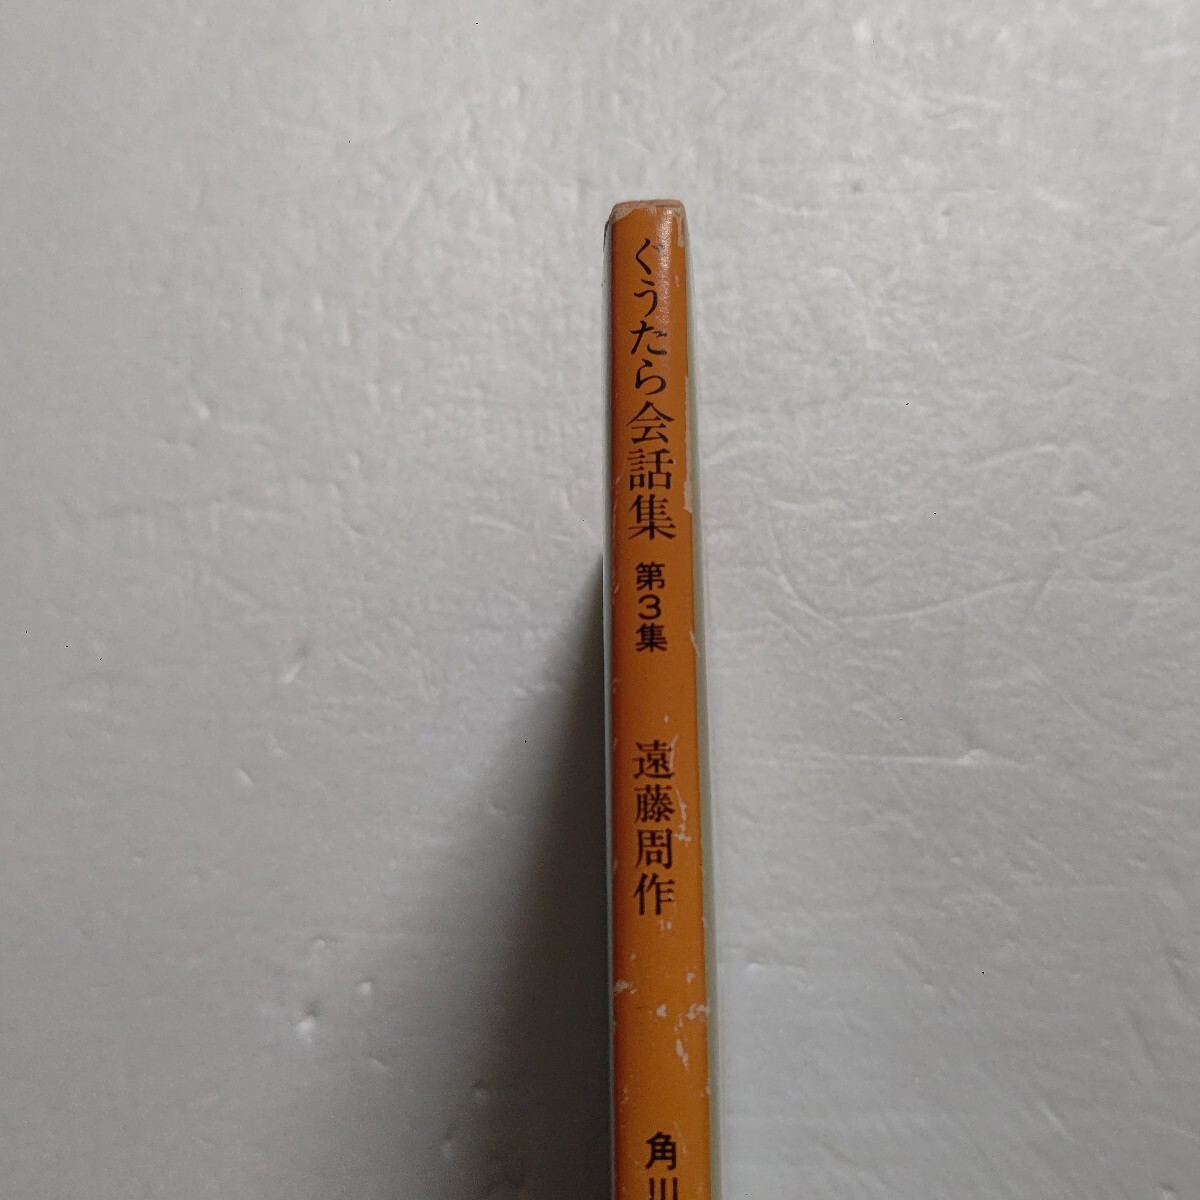 ぐうたら会話集
第3集
遠藤周作
角川